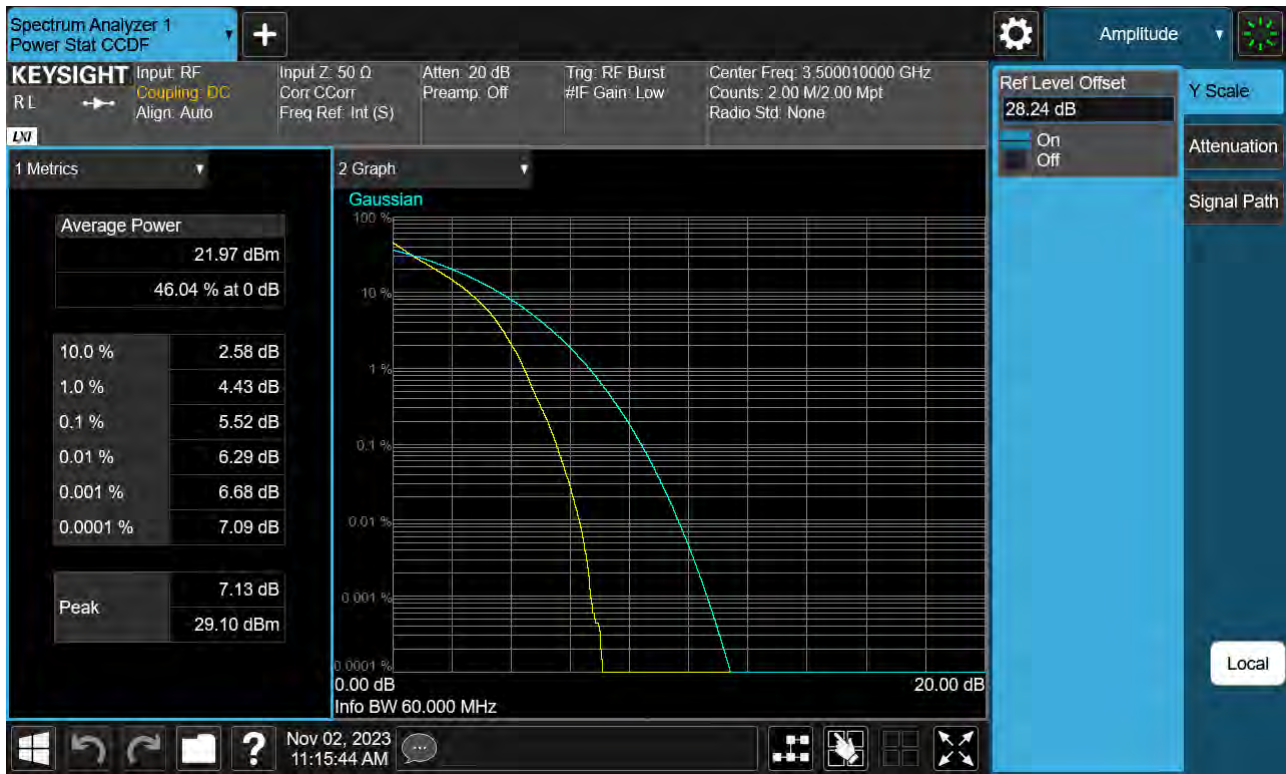 Spectrum Analyzer 1
Power Stat CCDF
+
Amplitude
KEYSIGHT
RL
LXI
Input: RF
Coupling: DC
Align: Auto
Input Z: 50 Ω
Corr CCorr
Freq Ref: Int (S)
Atten: 20 dB
Preamp: Off
Trig: RF Burst
#IF Gain: Low
Center Freq: 3.500010000 GHz
Counts: 2.00 M/2.00 Mpt
Radio Std: None
Ref Level Offset
28.24 dB
On
Off
Y Scale
Attenuation
Signal Path
Local
1 Metrics
Average Power
21.97 dBm
46.04 % at 0 dB
10.0 % 2.58 dB
1.0 % 4.43 dB
0.1 % 5.52 dB
0.01 % 6.29 dB
0.001 % 6.68 dB
0.0001 % 7.09 dB
Peak
7.13 dB
29.10 dBm
2 Graph
Gaussian
100 %
10 %
1 %
0.1 %
0.01 %
0.001 %
0.0001 %
0.00 dB
20.00 dB
Info BW 60.000 MHz
?
Nov 02, 2023
11:15:44 AM